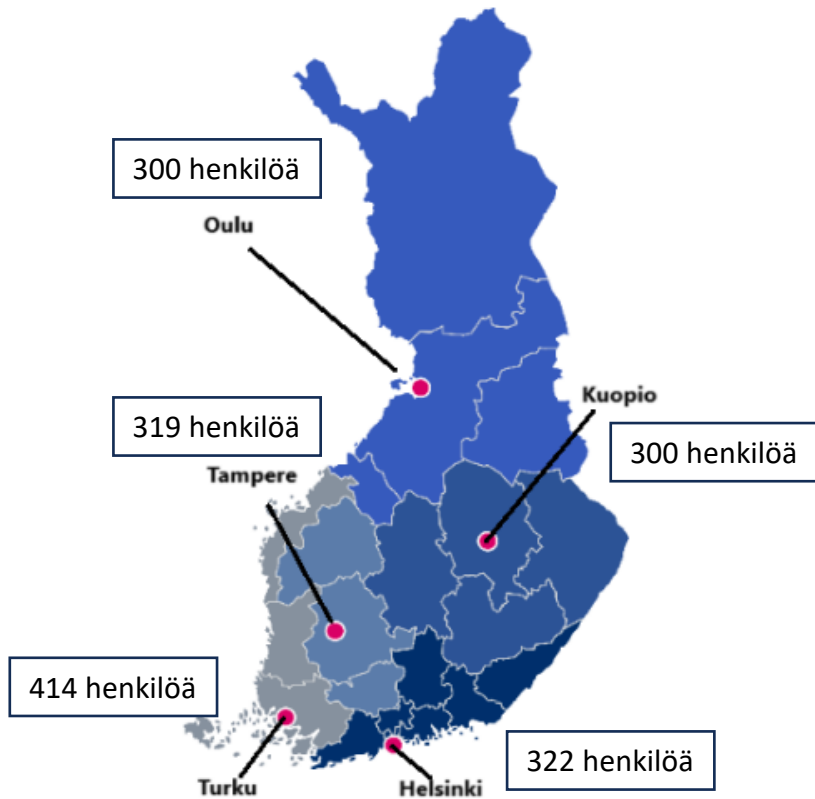 300 henkilöä
Oulu
Kuopio
319 henkilöä
300 henkilöä
Tampere
414 henkilöä
322 henkilöä
Turku
Helsinki